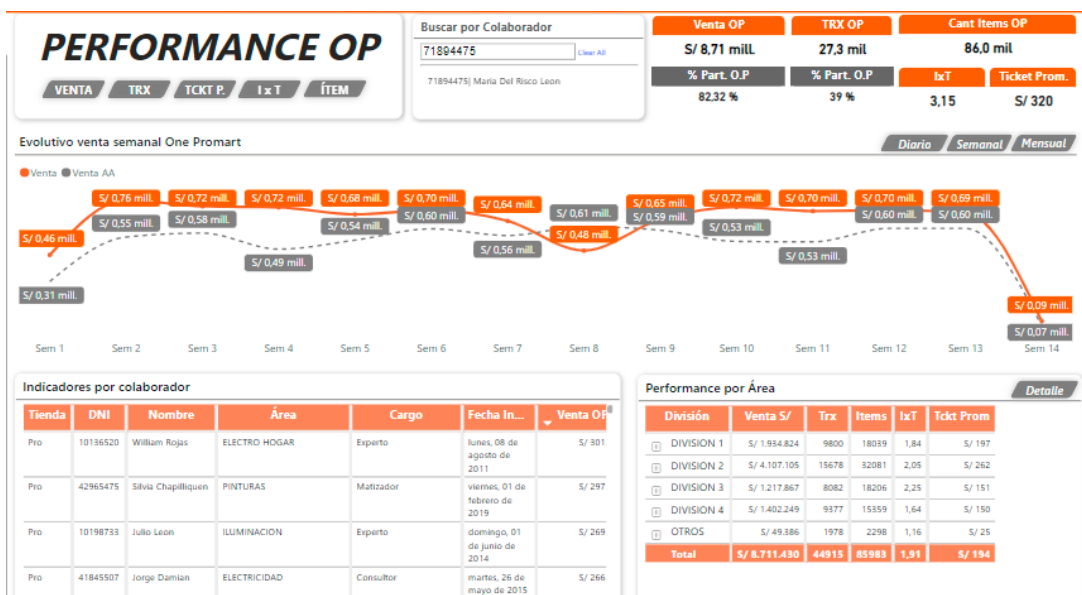 PERFORMANCE OP
VENTA TRX TCKT P. I x T ÍTEM
Buscar por Colaborador
71894475 Clear All
71894475| Maria Del Risco Leon
Venta OP TRX OP Cant Items OP
S/ 8,71 mill. 27,3 mil 86,0 mil
% Part. O.P % Part. O.P IxT Ticket Prom.
82,32 % 39 % 3,15 S/ 320
Evolutivo venta semanal One Promart
Diario Semanal Mensual
Venta Venta AA
S/ 0,76 mill. S/ 0,72 mill. S/ 0,72 mill. S/ 0,68 mill. S/ 0,70 mill. S/ 0,64 mill. S/ 0,61 mill. S/ 0,65 mill. S/ 0,72 mill. S/ 0,70 mill. S/ 0,70 mill. S/ 0,69 mill.
S/ 0,55 mill. S/ 0,58 mill. S/ 0,54 mill. S/ 0,60 mill. S/ 0,59 mill. S/ 0,53 mill. S/ 0,60 mill. S/ 0,60 mill.
S/ 0,46 mill. S/ 0,49 mill. S/ 0,56 mill. S/ 0,48 mill. S/ 0,53 mill.
S/ 0,31 mill.
S/ 0,09 mill.
S/ 0,07 mill.
Sem 1 Sem 2 Sem 3 Sem 4 Sem 5 Sem 6 Sem 7 Sem 8 Sem 9 Sem 10 Sem 11 Sem 12 Sem 13 Sem 14
Indicadores por colaborador
Tienda DNI Nombre Área Cargo Fecha In... Venta OP
Pro 10136520 William Rojas ELECTRO HOGAR Experto lunes, 08 de S/ 301
agosto de
2011
Pro 42965475 Silvia Chapilliquen PINTURAS Matizador viernes, 01 de S/ 297
febrero de
2019
Pro 10198733 Julio Leon ILUMINACION Experto domingo, 01 S/ 269
de junio de
2014
Pro 41845507 Jorge Damian ELECTRICIDAD Consultor martes, 26 de S/ 266
mayo de 2015
Performance por Área
Detalle
División Venta S/ Trx Items IxT Tckt Prom
DIVISION 1 S/ 1.934.824 9800 18039 1,84 S/ 197
DIVISION 2 S/ 4.107.105 15678 32081 2,05 S/ 262
DIVISION 3 S/ 1.217.867 8082 18206 2,25 S/ 151
DIVISION 4 S/ 1.402.249 9377 15359 1,64 S/ 150
OTROS S/ 49.386 1978 2298 1,16 S/ 25
Total S/ 8.711.430 44915 85983 1,91 S/ 194